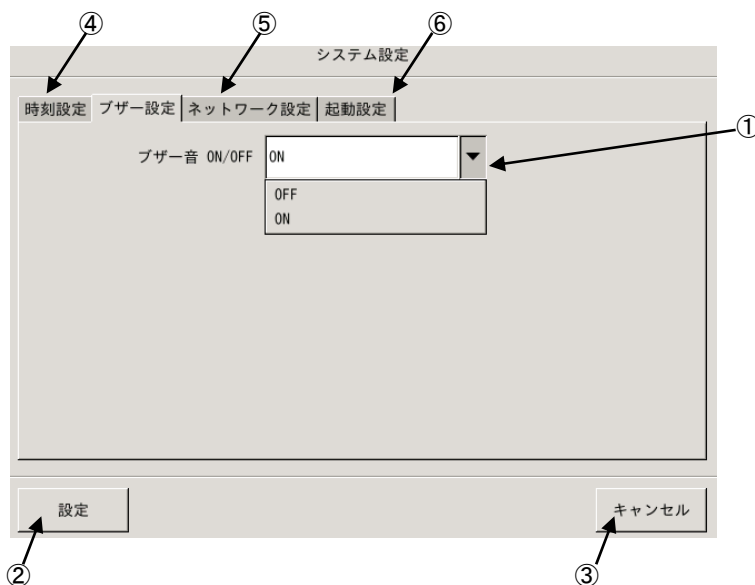 ④ ⑤ ⑥
システム設定
時刻設定 ブザー設定 ネットワーク設定 起動設定
①
ブザー音 ON/OFF ON
OFF
ON
設定 キャンセル
② ③